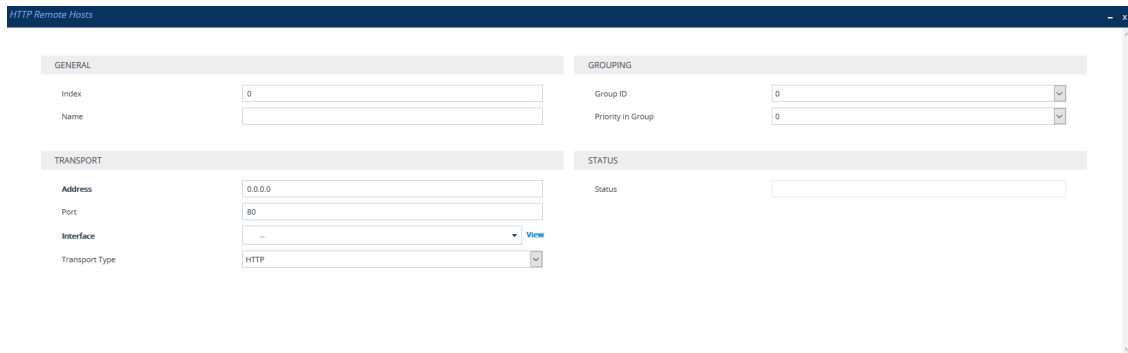 HTTP Remote Hosts
– x
GENERAL
Index 0
Name
GROUPING
Group ID 0
Priority in Group 0
TRANSPORT
Address 0.0.0.0
Port 80
Interface -- View
Transport Type HTTP
STATUS
Status